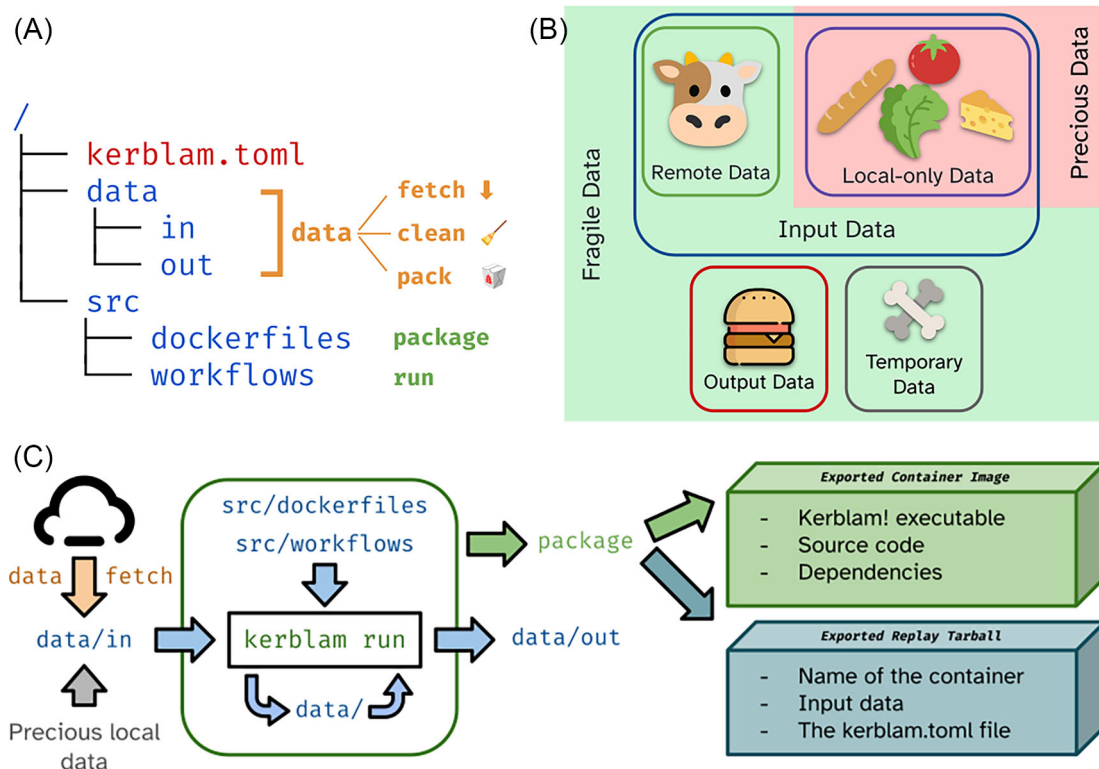 (A)
/
kerblam.toml
data
in
out
data
fetch
clean
pack
src
dockerfiles
package
workflows
run
(B)
Fragile Data
Precious Data
Remote Data
Local-only Data
Input Data
Output Data
Temporary
Data
(C)
data fetch
data/in
Precious local
data
src/dockerfiles
src/workflows
kerblam run
data/
package
data/out
Exported Container Image
- Kerblam! executable
- Source code
- Dependencies
Exported Replay Tarball
- Name of the container
- Input data
- The kerblam.toml file